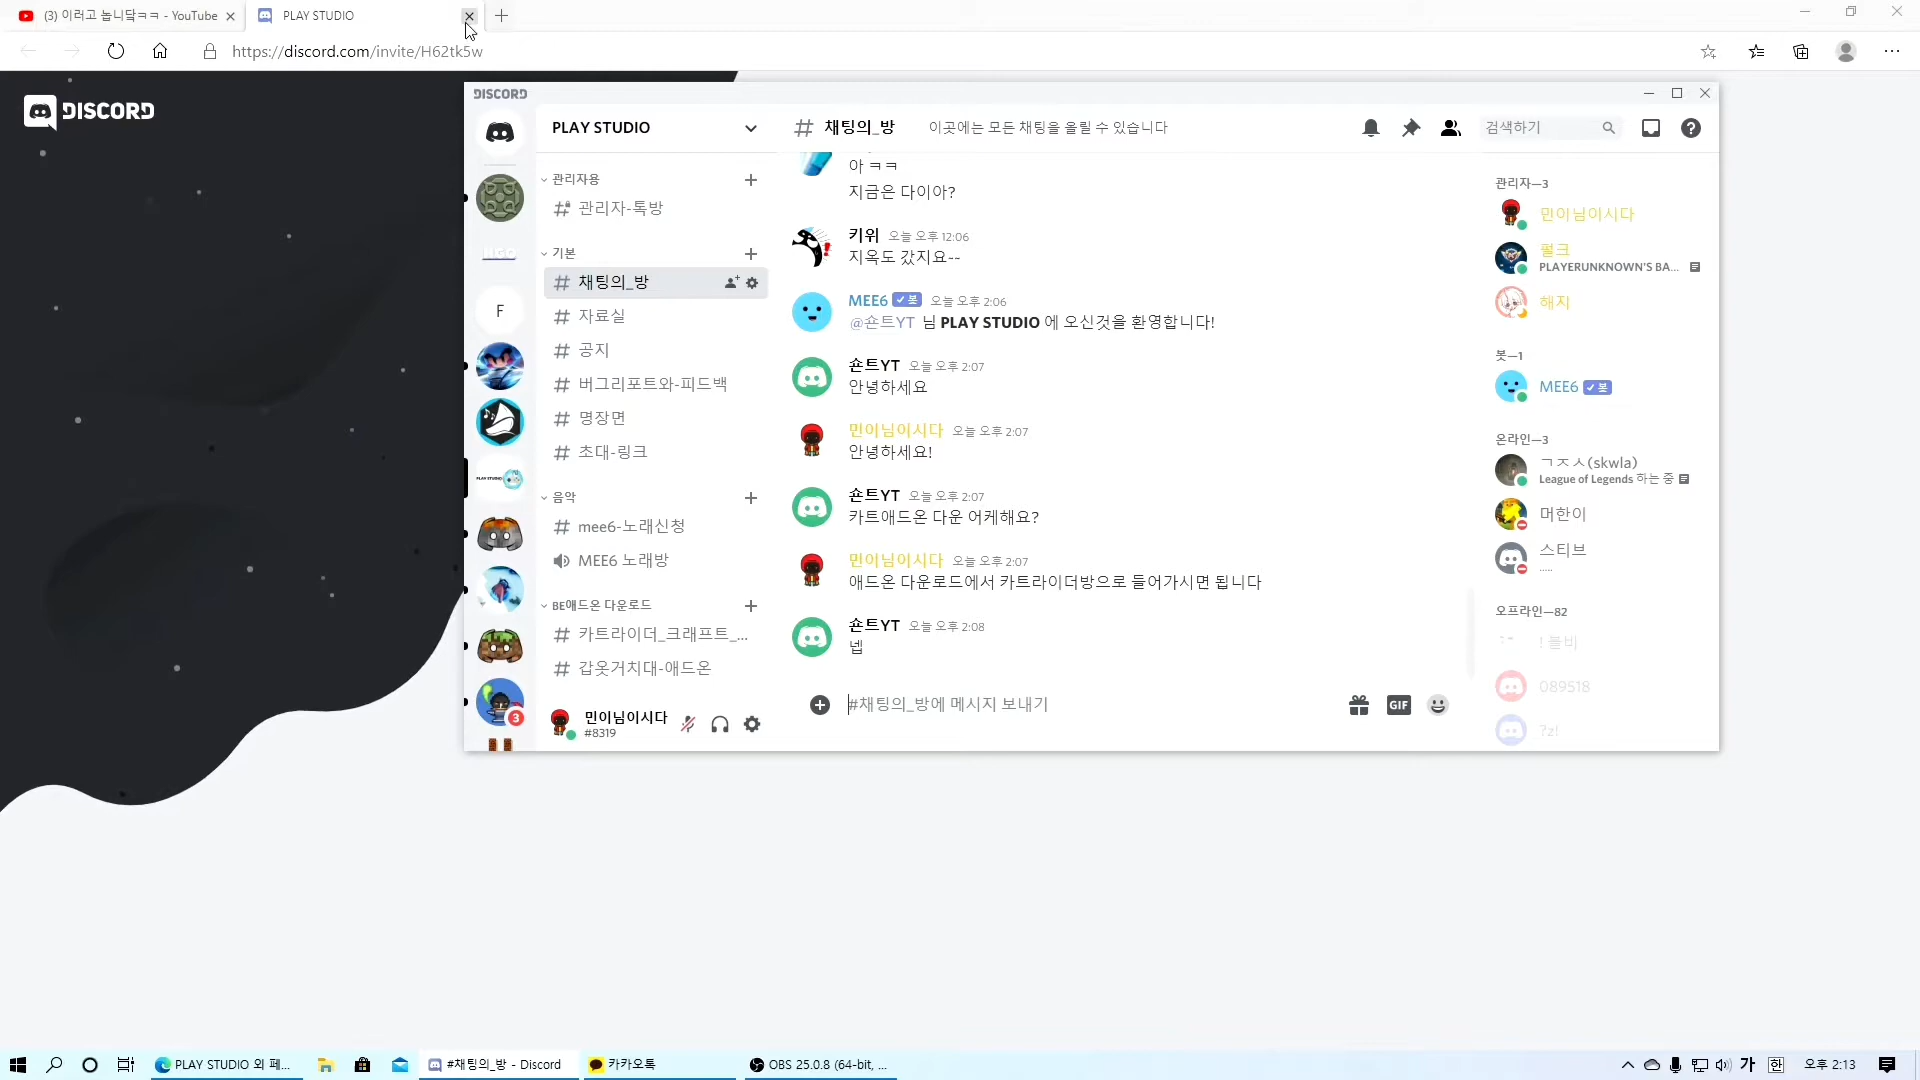 (3) 이러고 놉니닼ㅋㅋ - YouTube
PLAY STUDIO
https://discord.com/invite/H62tk5w
DISCORD
DISCORD
PLAY STUDIO
# 채팅의_방
이곳에는 모든 채팅을 올릴 수 있습니다
검색하기
관리자용
관리자-톡방
기본
# 채팅의_방
# 자료실
# 공지
# 버그리포트와-피드백
# 명장면
# 초대-링크
음악
# mee6-노래신청
MEE6 노래방
BE애드온 다운로드
# 카트라이더_크래프트_...
# 갑옷거치대-애드온
F
PLAY STUDIO
3
민이님이시다
#8319
아 ㅋㅋ
지금은 다이아?
키위 오늘 오후 12:06
지옥도 갔지요--
MEE6 봇 오늘 오후 2:06
@숀트YT 님 PLAY STUDIO 에 오신것을 환영합니다!
숀트YT 오늘 오후 2:07
안녕하세요
민이님이시다 오늘 오후 2:07
안녕하세요!
숀트YT 오늘 오후 2:07
카트애드온 다운 어케해요?
민이님이시다 오늘 오후 2:07
애드온 다운로드에서 카트라이더방으로 들어가시면 됩니다
숀트YT 오늘 오후 2:08
넵
#채팅의_방에 메시지 보내기
GIF
관리자—3
민이님이시다
펄크
PLAYERUNKNOWN'S BA...
해지
봇—1
MEE6 봇
온라인—3
ㄱㅈㅅ(skwla)
League of Legends 하는 중
머한이
스티브
.....
오프라인—82
! 돌비
089518
?z!
PLAY STUDIO 외 페...
#채팅의_방 - Discord
카카오톡
OBS 25.0.8 (64-bit, ...
가
한
오후 2:13